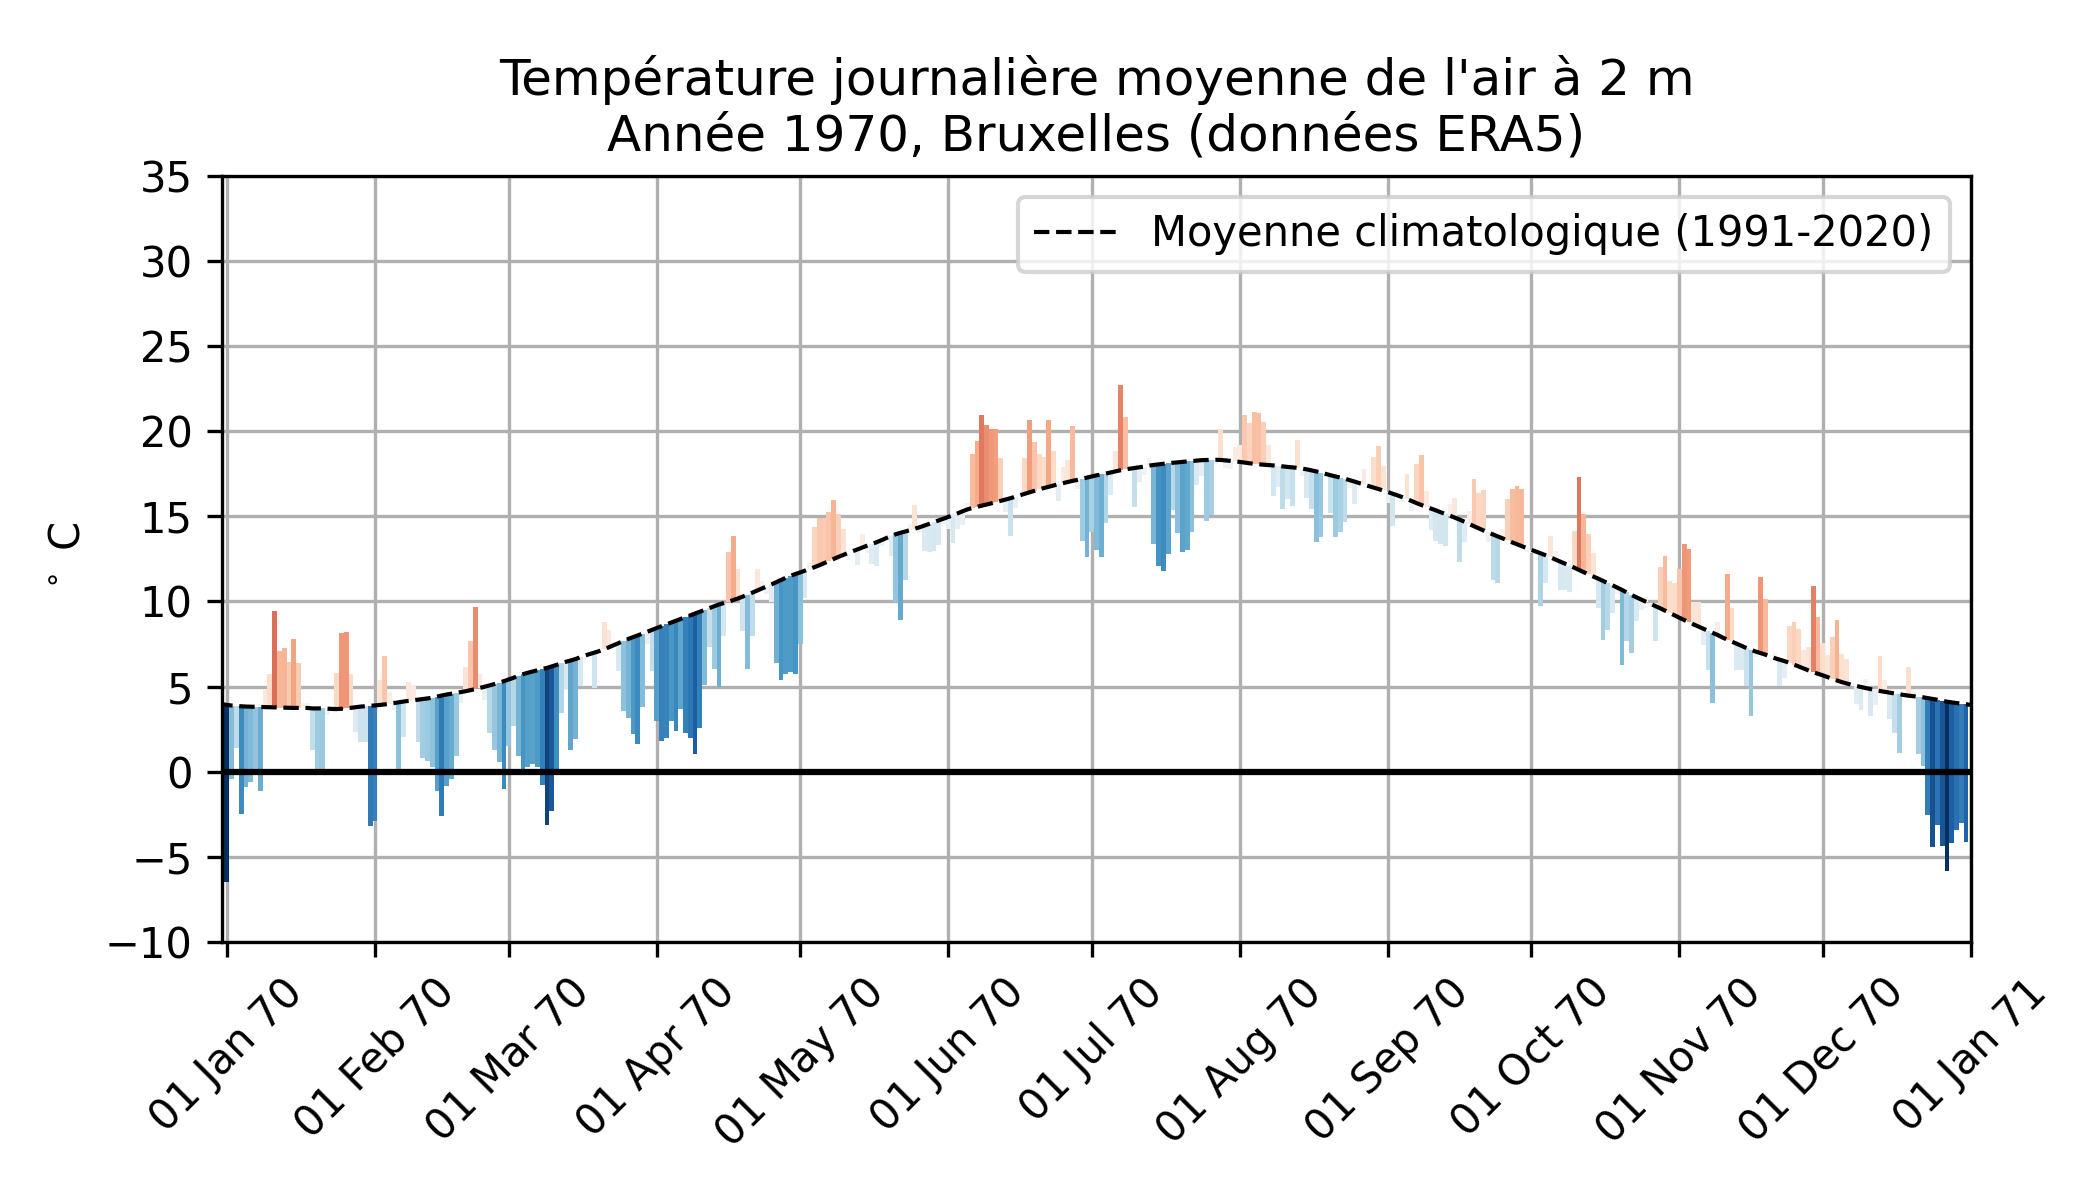 Température journalière moyenne de l'air à 2 m
Année 1970, Bruxelles (données ERA5)
Moyenne climatologique (1991-2020)
35
30
25
20
15
10
5
0
−5
−10
° C
01 Jan 70
01 Feb 70
01 Mar 70
01 Apr 70
01 May 70
01 Jun 70
01 Jul 70
01 Aug 70
01 Sep 70
01 Oct 70
01 Nov 70
01 Dec 70
01 Jan 71